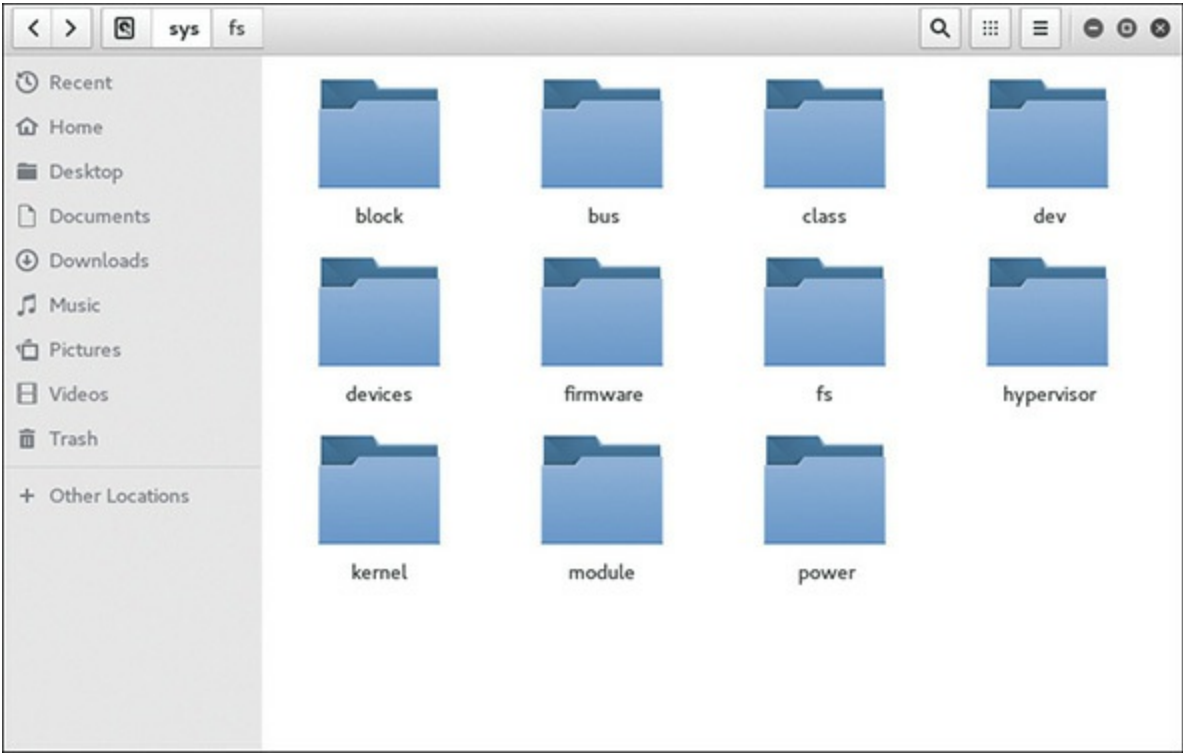 sys fs
Recent
Home
Desktop
Documents
Downloads
Music
Pictures
Videos
Trash
+ Other Locations
block bus class dev
devices firmware fs hypervisor
kernel module power